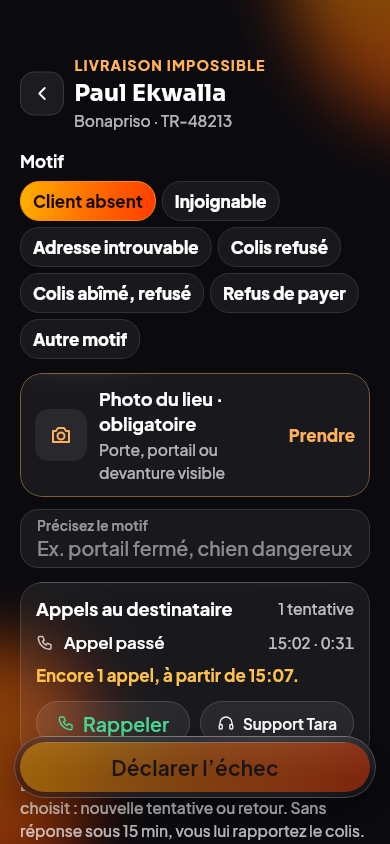 LIVRAISON IMPOSSIBLE
Paul Ekwalla
Bonapriso · TR-48213
Motif
Client absent
Injoignable
Adresse introuvable
Colis refusé
Colis abîmé, refusé
Refus de payer
Autre motif
Photo du lieu ·
obligatoire
Porte, portail ou
devanture visible
Prendre
Précisez le motif
Ex. portail fermé, chien dangereux
Appels au destinataire
1 tentative
Appel passé
15:02 · 0:31
Encore 1 appel, à partir de 15:07.
Rappeler
Support Tara
Déclarer l’échec
choisit : nouvelle tentative ou retour. Sans
réponse sous 15 min, vous lui rapportez le colis.